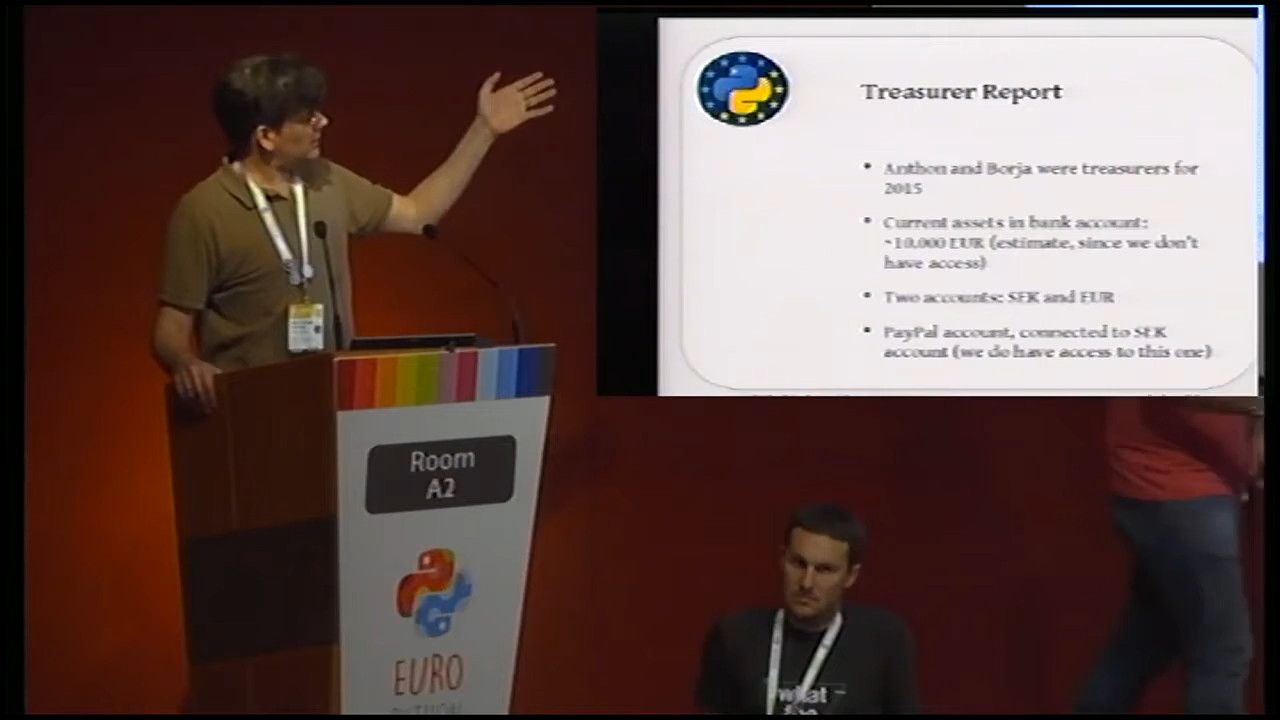 Treasurer Report
• Anthon and Borja were treasurers for
2015
• Current assets in bank account:
~10.000 EUR (estimate, since we don't
have access)
• Two accounts: SEK and EUR
• PayPal account, connected to SEK
account (we do have access to this one)
Room
A2
EURO
PYTHON
what